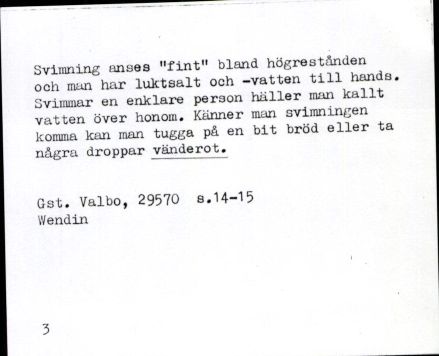 Svimning anses "fint" bland högrestånden
och man har luktsalt och -vatten till hands.
Svimmar en enklare person häller man kallt
vatten över honom. Känner man svimningen
komma kan man tugga på en bit bröd eller ta
några droppar vänderot.
Gst. Valbo, 29570 s.14-15
Wendin
3